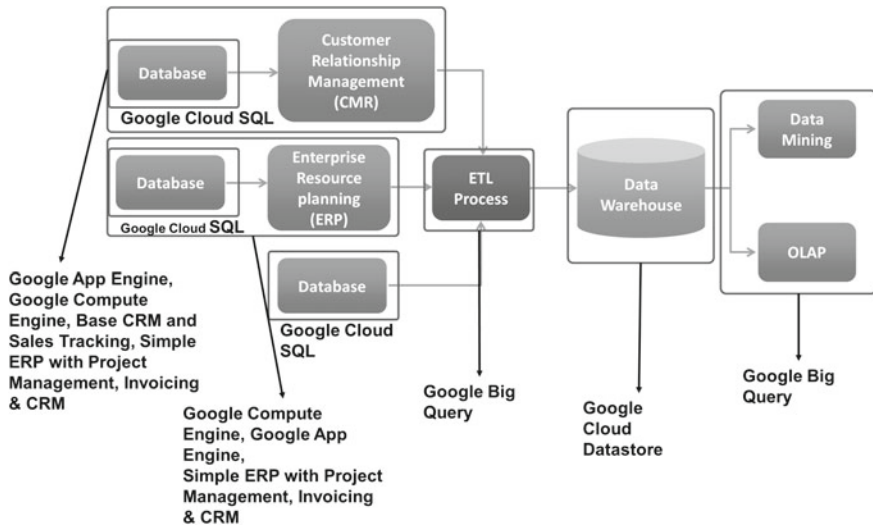 Database
Customer
Relationship
Management
(CMR)
Google Cloud SQL
Database
Enterprise
Resource
planning
(ERP)
Google Cloud SQL
ETL
Process
Data
Warehouse
Data
Mining
OLAP
Database
Google Cloud
SQL
Google App Engine,
Google Compute
Engine, Base CRM and
Sales Tracking, Simple
ERP with Project
Management, Invoicing
& CRM
Google Compute
Engine, Google App
Engine,
Simple ERP with Project
Management, Invoicing
& CRM
Google Big
Query
Google
Cloud
Datastore
Google Big
Query